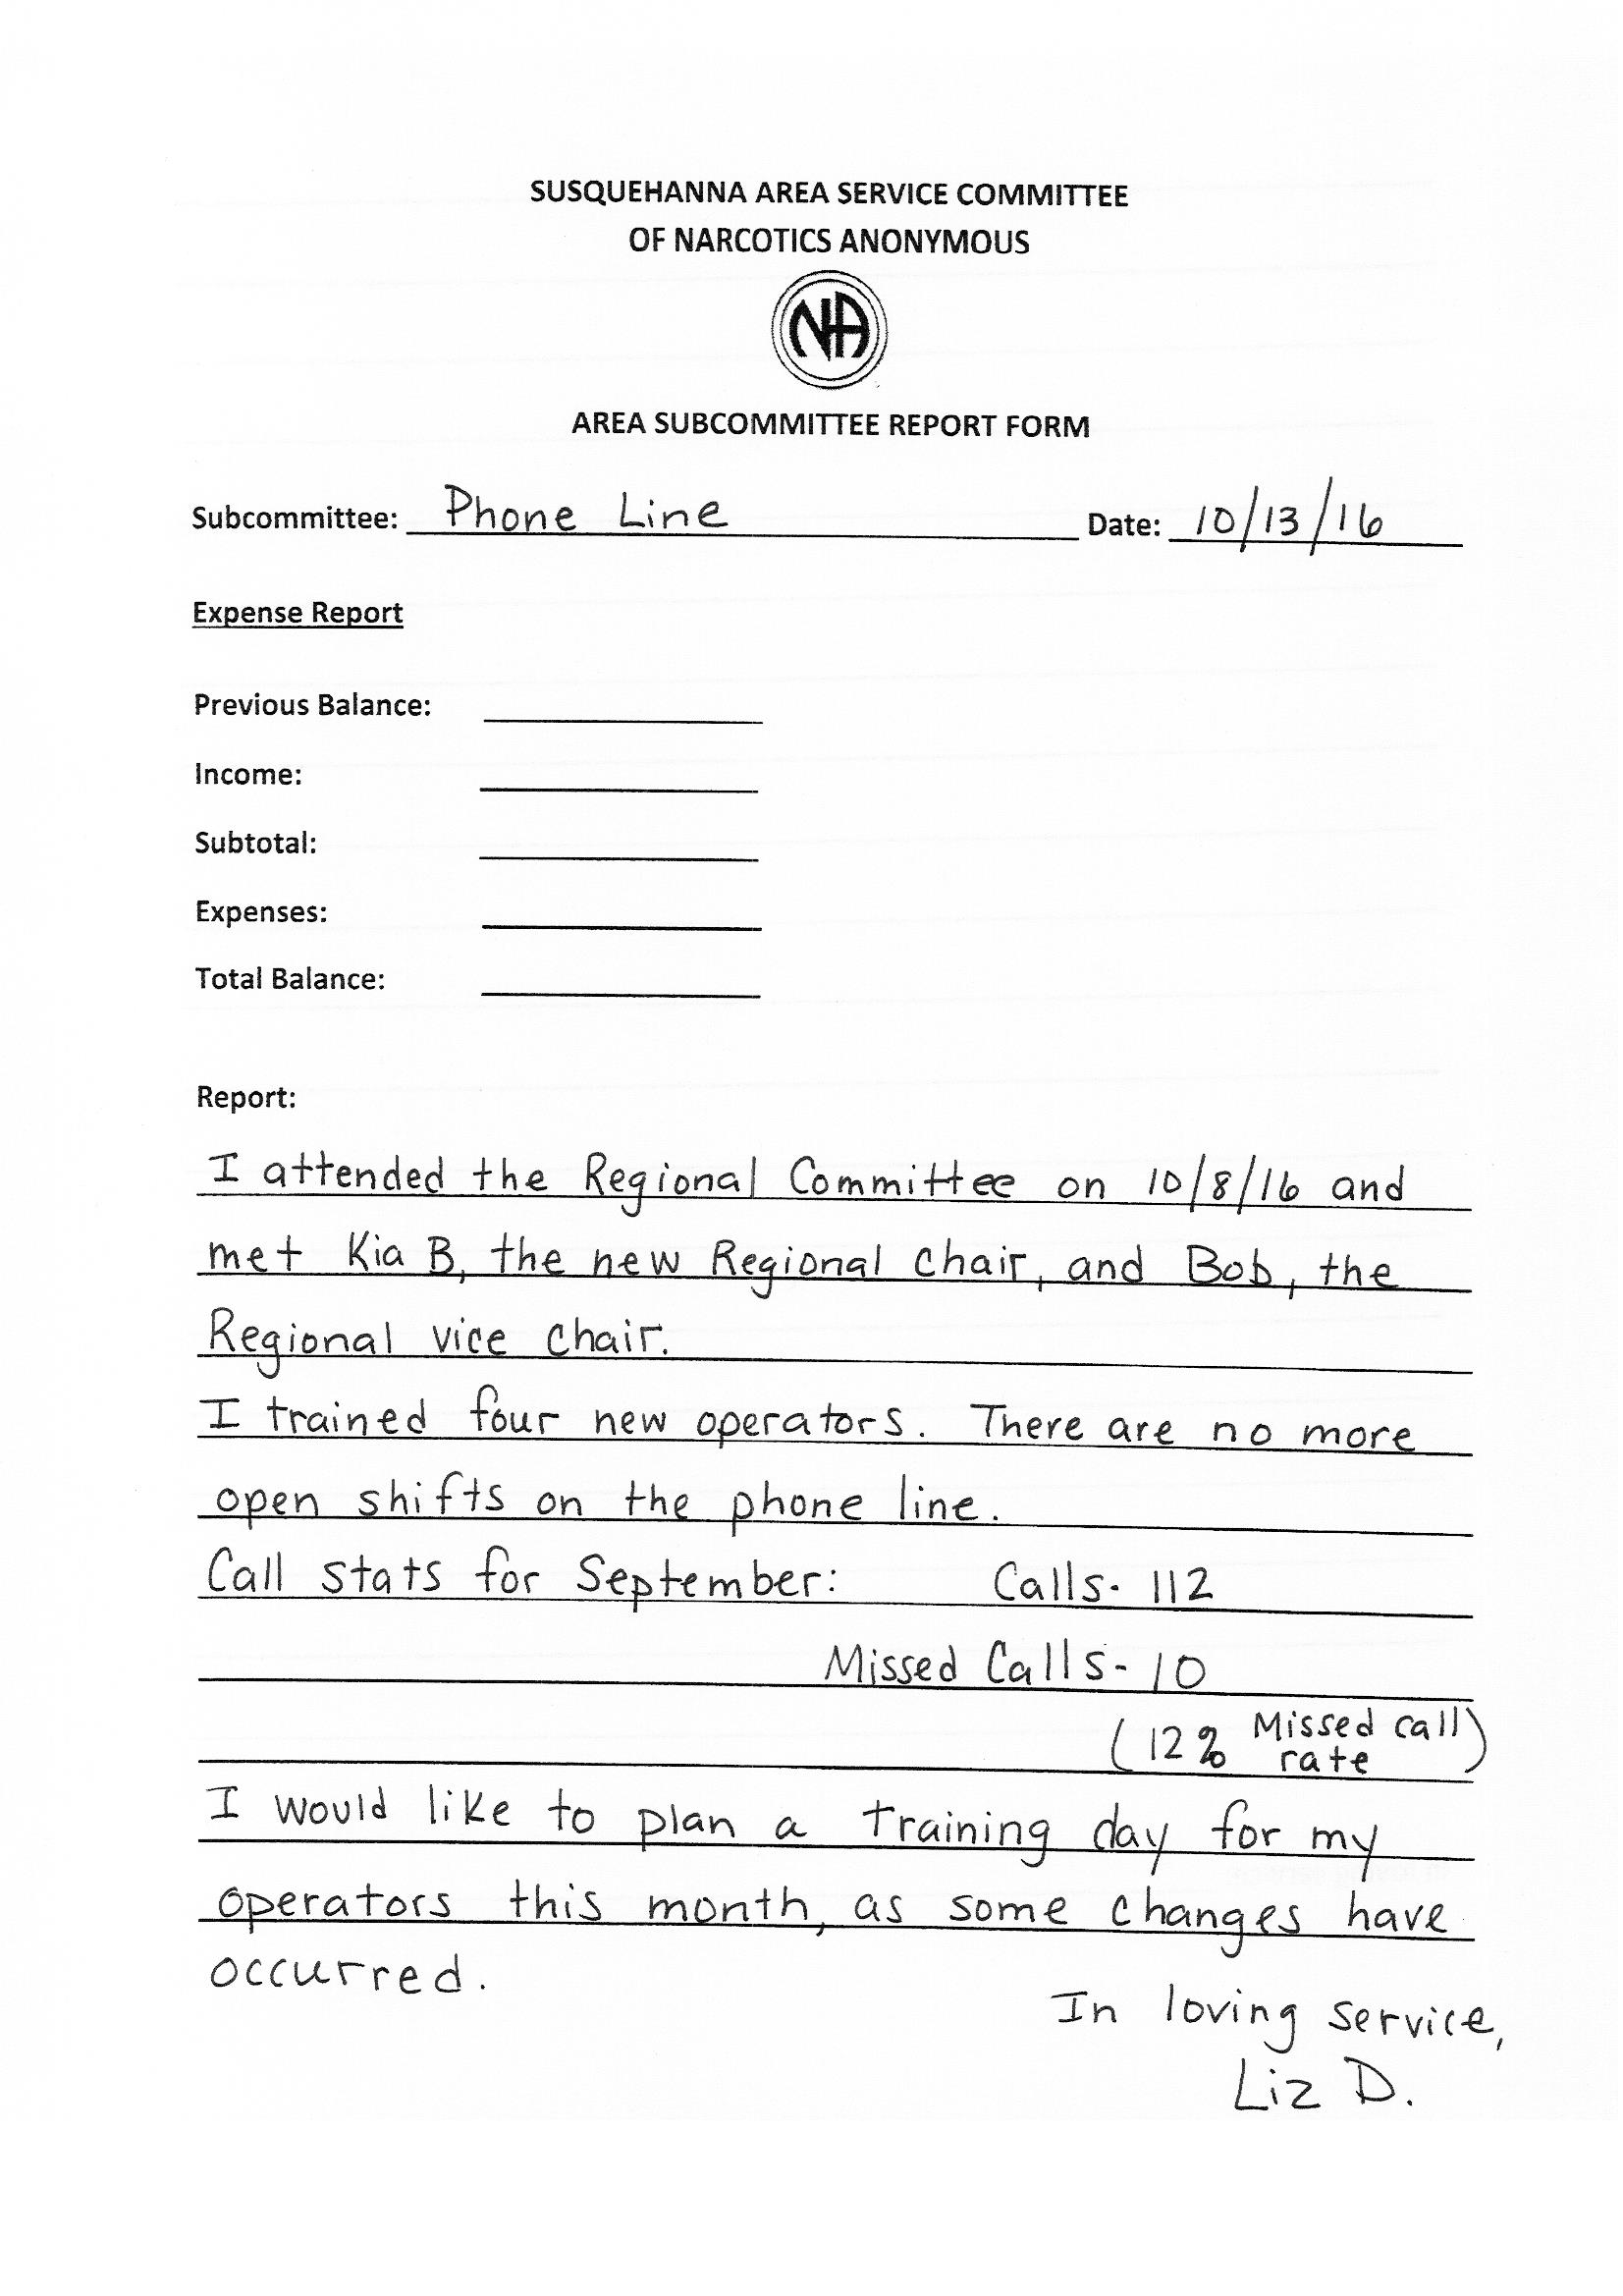 SUSQUEHANNA AREA SERVICE COMMITTEE
OF NARCOTICS ANONYMOUS
NA
AREA SUBCOMMITTEE REPORT FORM
Subcommittee: Phone Line Date: 10/13/16
Expense Report
Previous Balance:
Income:
Subtotal:
Expenses:
Total Balance:
Report:
I attended the Regional Committee on 10/8/16 and
met Kia B, the new Regional Chair, and Bob, the
Regional vice chair.
I trained four new operators. There are no more
open shifts on the phone line.
Call stats for September: Calls- 112
Missed Calls- 10
(12% Missed call
rate)
I would like to plan a training day for my
operators this month, as some changes have
occurred.
In loving service,
Liz D.